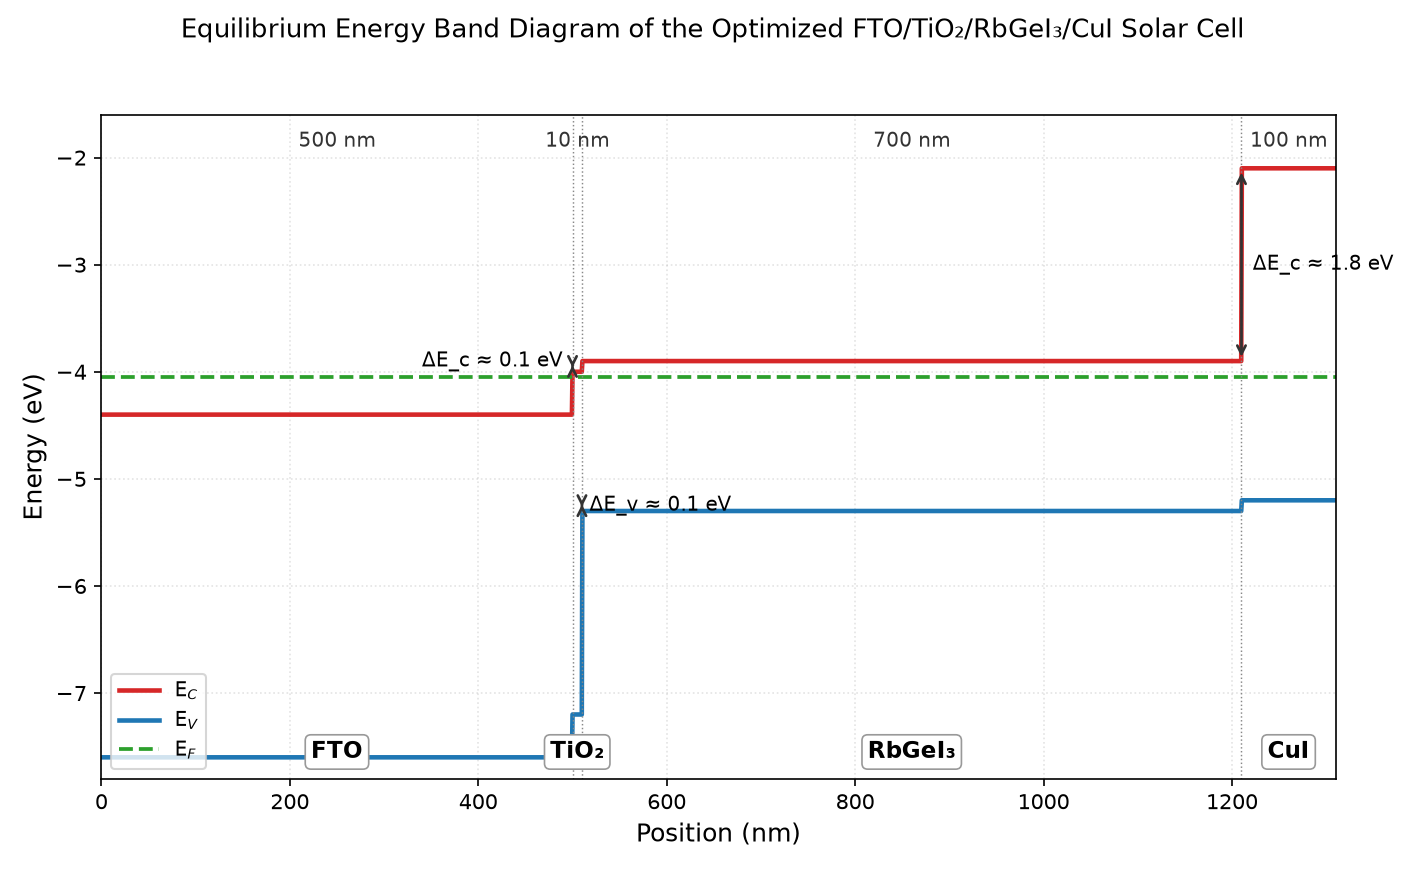 Equilibrium Energy Band Diagram of the Optimized FTO/TiO₂/RbGeI₃/CuI Solar Cell
500 nm
10 nm
700 nm
100 nm
−2
−3
−4
−5
−6
−7
Energy (eV)
ΔE_c ≈ 1.8 eV
ΔE_c ≈ 0.1 eV
ΔE_v ≈ 0.1 eV
E_C
E_V
E_F
FTO
TiO₂
RbGeI₃
CuI
0
200
400
600
800
1000
1200
Position (nm)